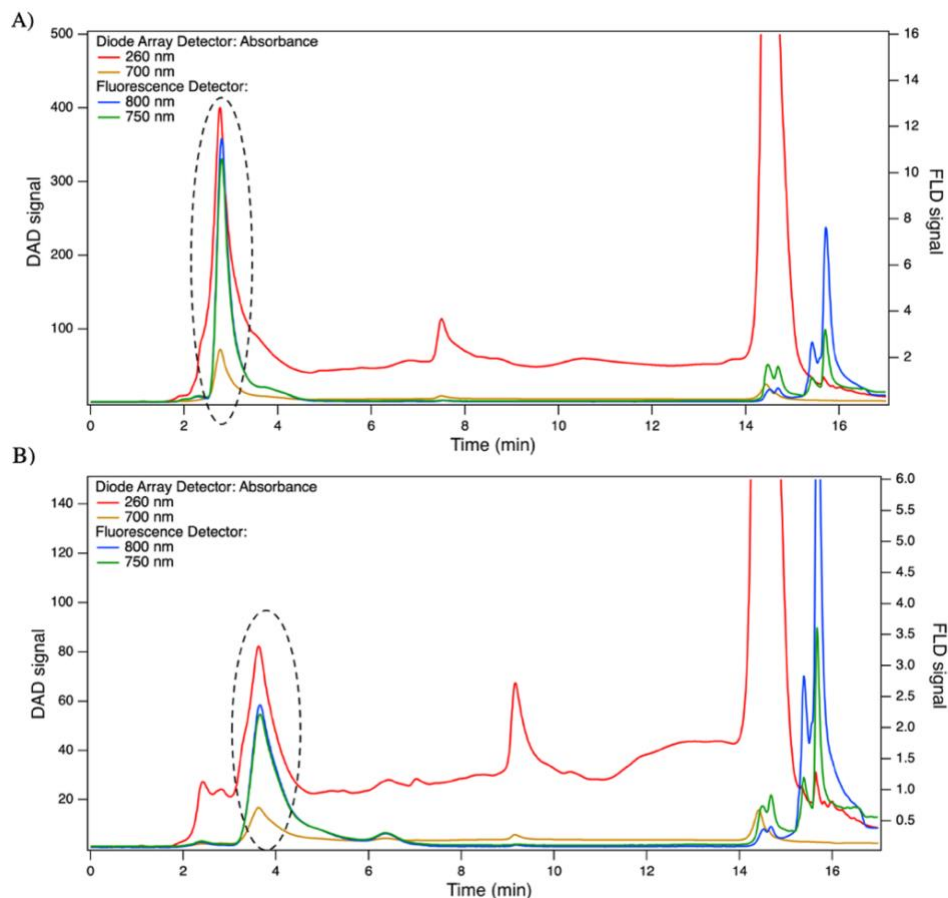 A)
Diode Array Detector: Absorbance
260 nm
700 nm
Fluorescence Detector:
800 nm
750 nm
DAD signal
500
400
300
200
100
FLD signal
16
14
12
10
8
6
4
2
0 2 4 6 8 10 12 14 16
Time (min)
B)
Diode Array Detector: Absorbance
260 nm
700 nm
Fluorescence Detector:
800 nm
750 nm
DAD signal
140
120
100
80
60
40
20
FLD signal
6.0
5.5
5.0
4.5
4.0
3.5
3.0
2.5
2.0
1.5
1.0
0.5
0 2 4 6 8 10 12 14 16
Time (min)